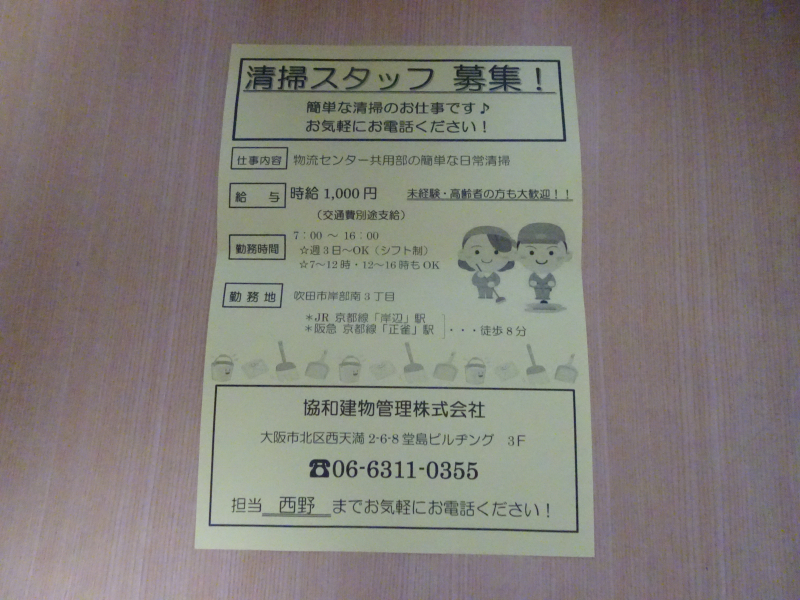 清掃スタッフ 募集！
簡単な清掃のお仕事です♪
お気軽にお電話ください！
仕事内容 物流センター共用部の簡単な日常清掃
給 与 時給 1,000 円 未経験・高齢者の方も大歓迎！！
（交通費別途支給）
勤務時間 7：00 ～ 16：00
☆週3日～OK（シフト制）
☆7～12時・12～16時もOK
勤 務 地 吹田市岸部南3丁目
＊JR 京都線「岸辺」駅
＊阪急 京都線「正雀」駅 ・・・徒歩8分
協和建物管理株式会社
大阪市北区西天満 2-6-8 堂島ビルヂング 3F
☎06-6311-0355
担当 西野 までお気軽にお電話ください！